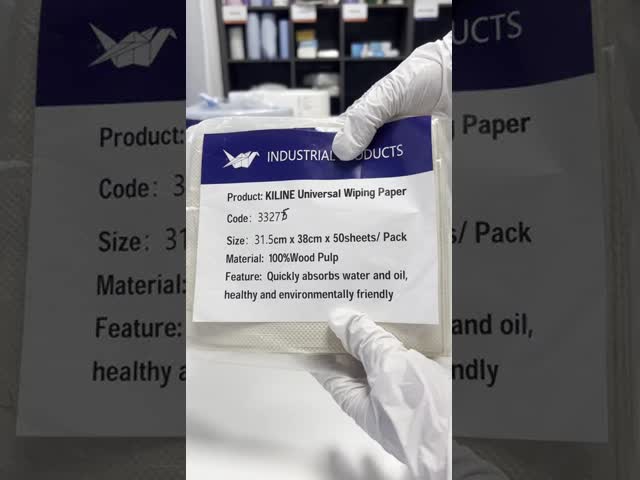 INDUSTRIAL PRODUCTS
Product: KILINE Universal Wiping Paper
Code: 33275
Size: 31.5cm x 38cm x 50sheets/ Pack
Material: 100%Wood Pulp
Feature: Quickly absorbs water and oil,
healthy and environmentally friendly